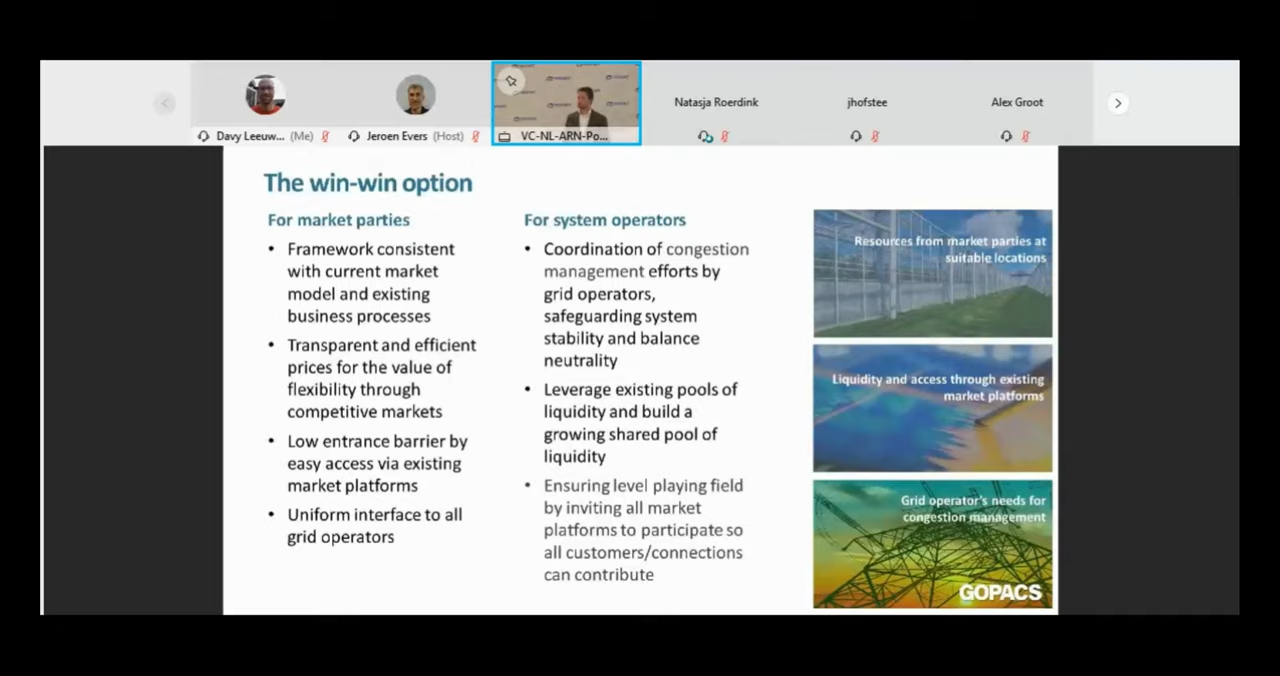 Davy Leeuw... (Me)
Jeroen Evers (Host)
VC-NL-ARN-Po...
Natasja Roerdink
jhofstee
Alex Groot
The win-win option
For market parties
• Framework consistent
with current market
model and existing
business processes
• Transparent and efficient
prices for the value of
flexibility through
competitive markets
• Low entrance barrier by
easy access via existing
market platforms
• Uniform interface to all
grid operators
For system operators
• Coordination of congestion
management efforts by
grid operators,
safeguarding system
stability and balance
neutrality
• Leverage existing pools of
liquidity and build a
growing shared pool of
liquidity
• Ensuring level playing field
by inviting all market
platforms to participate so
all customers/connections
can contribute
Resources from market parties at
suitable locations
Liquidity and access through existing
market platforms
Grid operator's needs for
congestion management
GOPACS